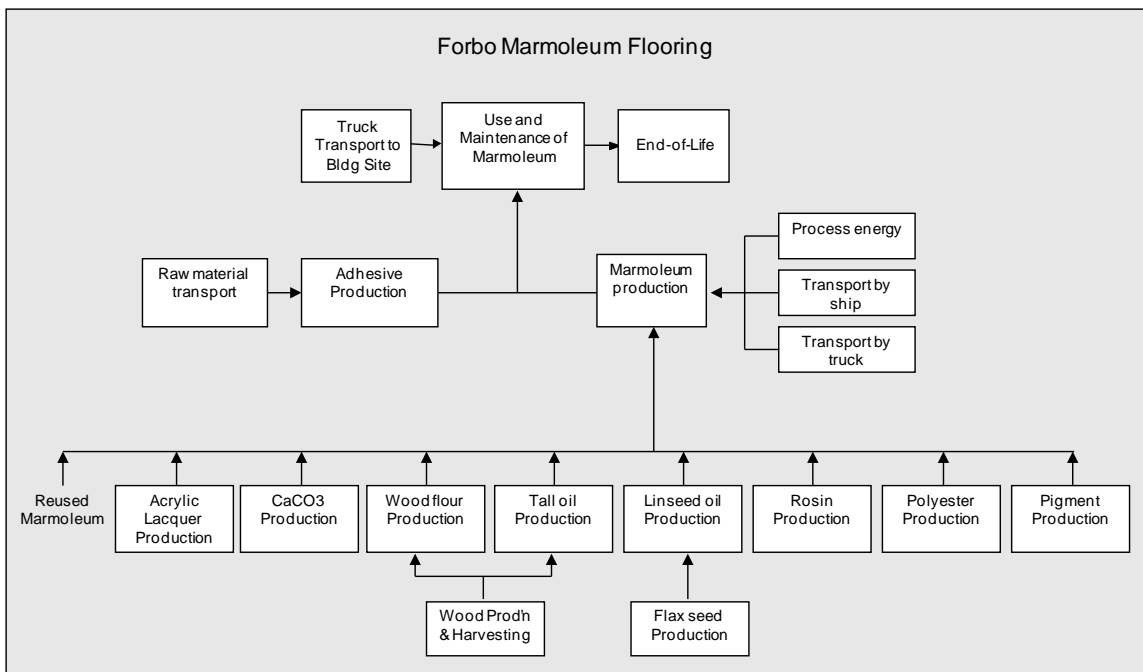 Forbo Marmoleum Flooring
Truck
Transport to
Bldg Site
Use and
Maintenance of
Marmoleum
End-of-Life
Raw material
transport
Adhesive
Production
Marmoleum
production
Process energy
Transport by
ship
Transport by
truck
Reused
Marmoleum
Acrylic
Lacquer
Production
CaCO3
Production
Wood flour
Production
Tall oil
Production
Linseed oil
Production
Rosin
Production
Polyester
Production
Pigment
Production
Wood Prod'n
& Harvesting
Flax seed
Production